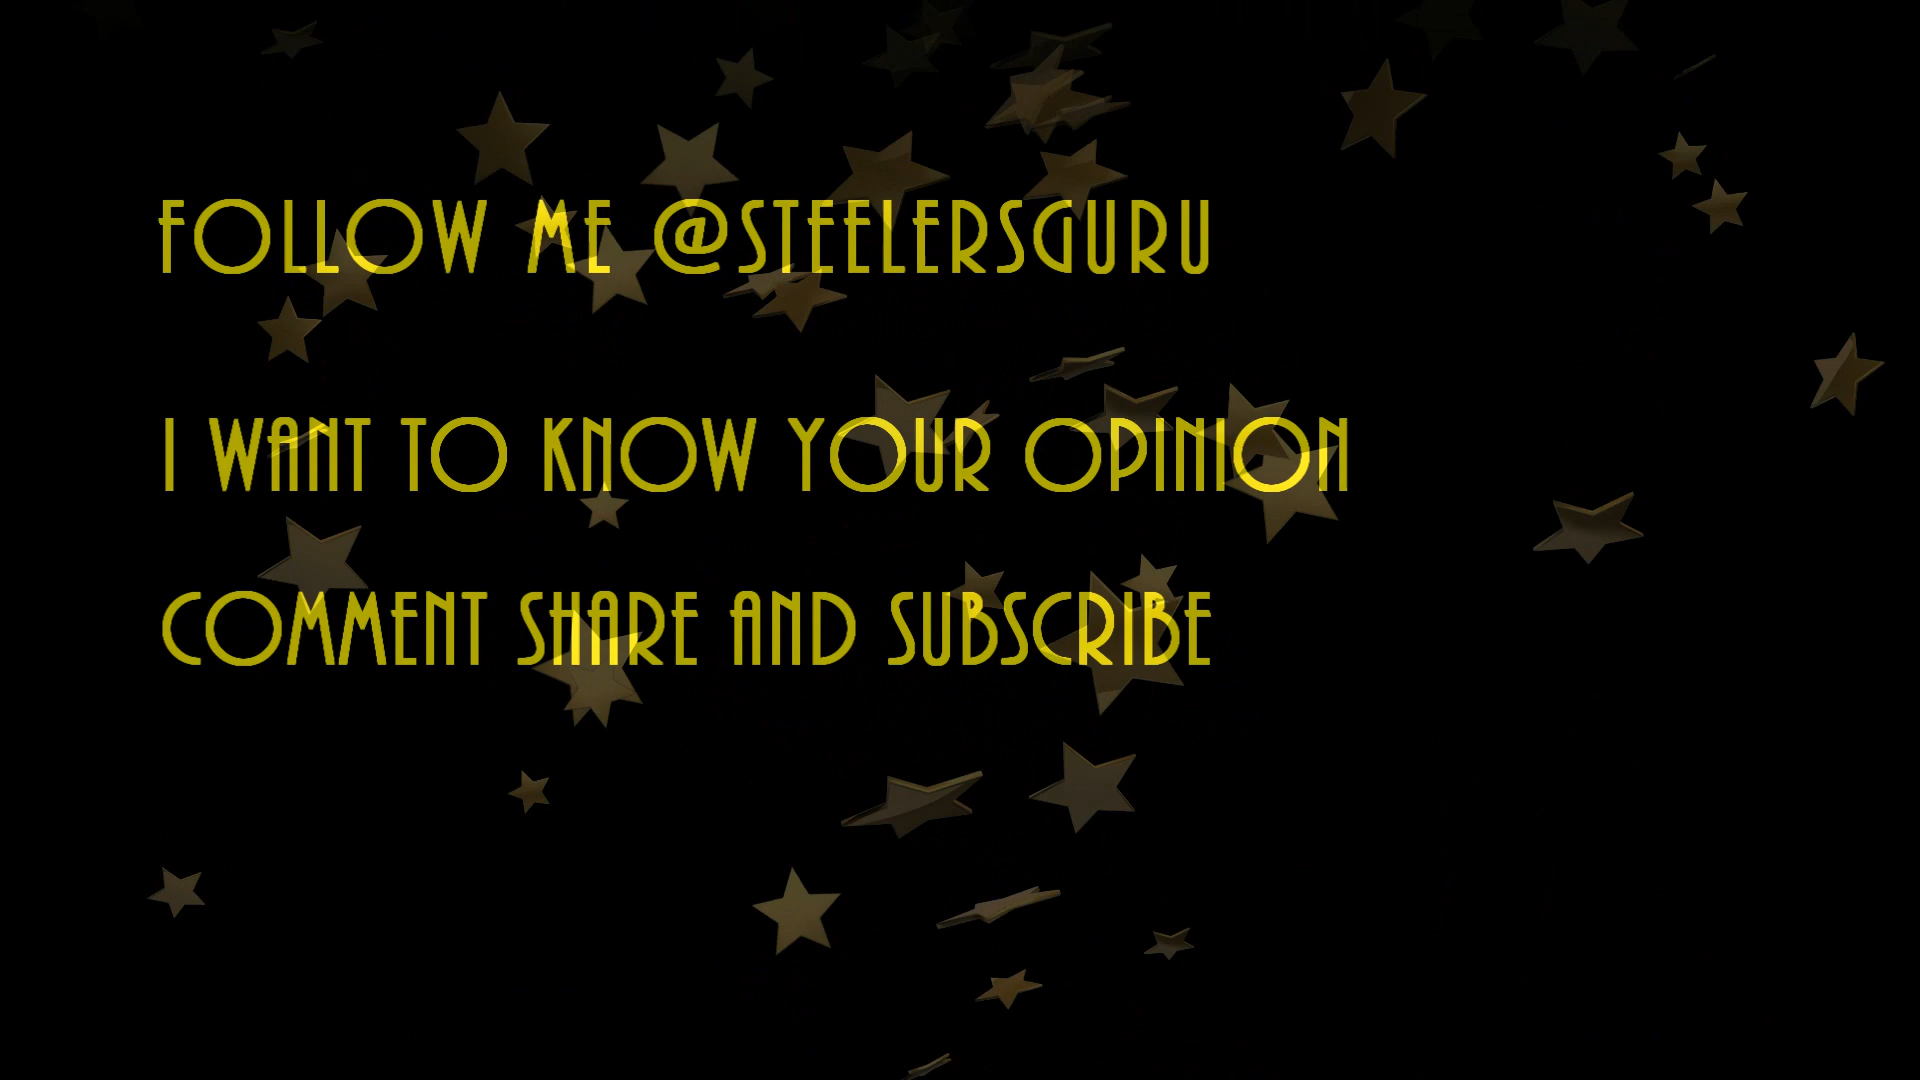 FOLLOW ME @STEELERSGURU
I WANT TO KNOW YOUR OPINION
COMMENT SHARE AND SUBSCRIBE